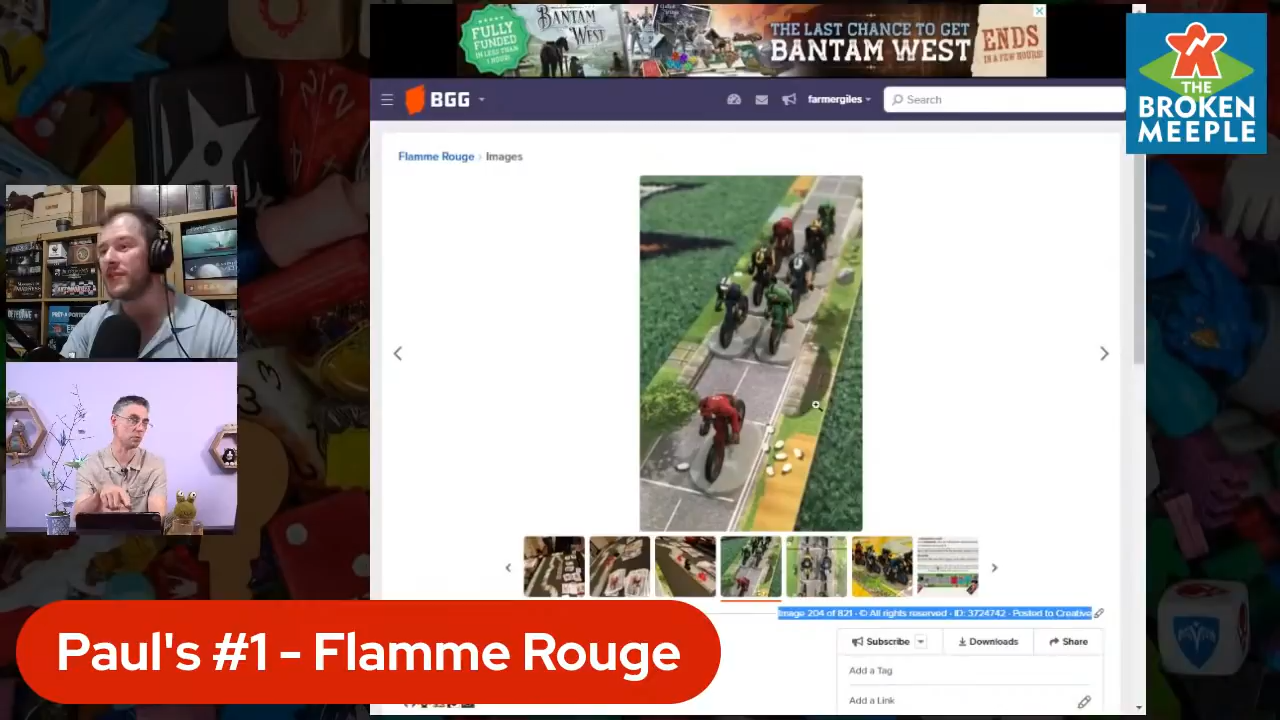 FULLY
FUNDED
IN LESS THAN
1 HOUR!
BANTAM
WEST
THE LAST CHANCE TO GET
BANTAM WEST
ENDS
IN A FEW HOURS!
THE
BROKEN
MEEPLE
BGG
farmergiles
Search
Flamme Rouge › Images
Image 204 of 821 · © All rights reserved · ID: 3724742 · Posted to Creative
Subscribe
Downloads
Share
Add a Tag
Add a Link
Paul's #1 - Flamme Rouge